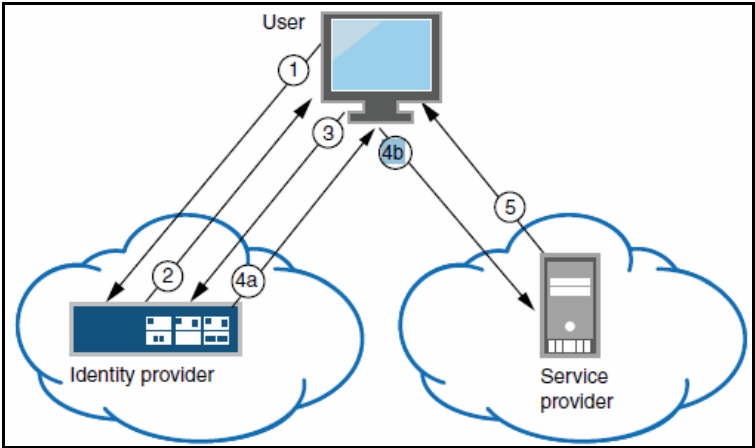 User
1
3
4b
5
2
4a
Identity provider
Service
provider